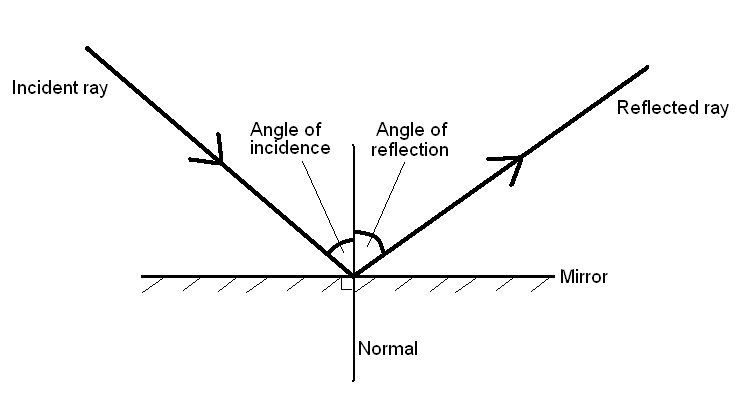 Incident ray
Reflected ray
Angle of
incidence
Angle of
reflection
Mirror
Normal